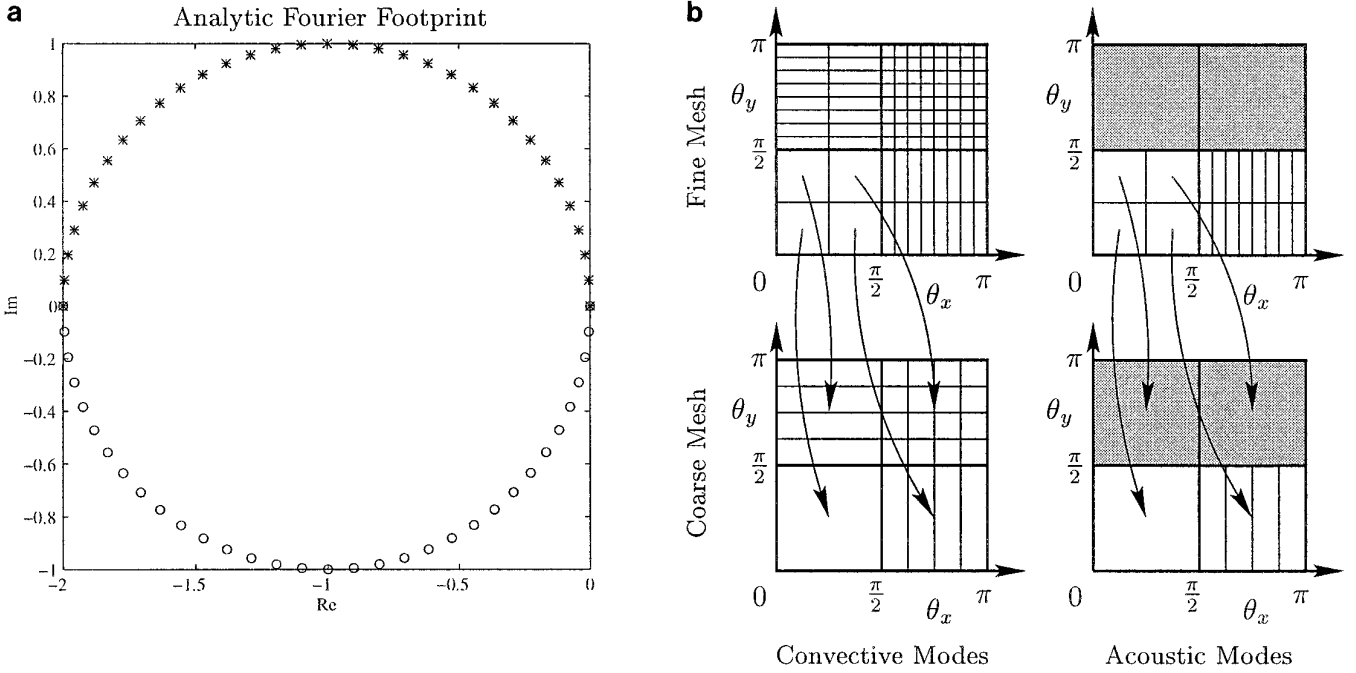 a
Analytic Fourier Footprint
1
0.8
0.6
0.4
0.2
0
−0.2
−0.4
−0.6
−0.8
−1
−2
−1.5
−1
−0.5
0
Im
Re
b
Fine Mesh
π
θy
π/2
0
π/2
θx
π
π
θy
π/2
0
π/2
θx
π
Coarse Mesh
π
θy
π/2
0
π/2
θx
π
π
θy
π/2
0
π/2
θx
π
Convective Modes
Acoustic Modes